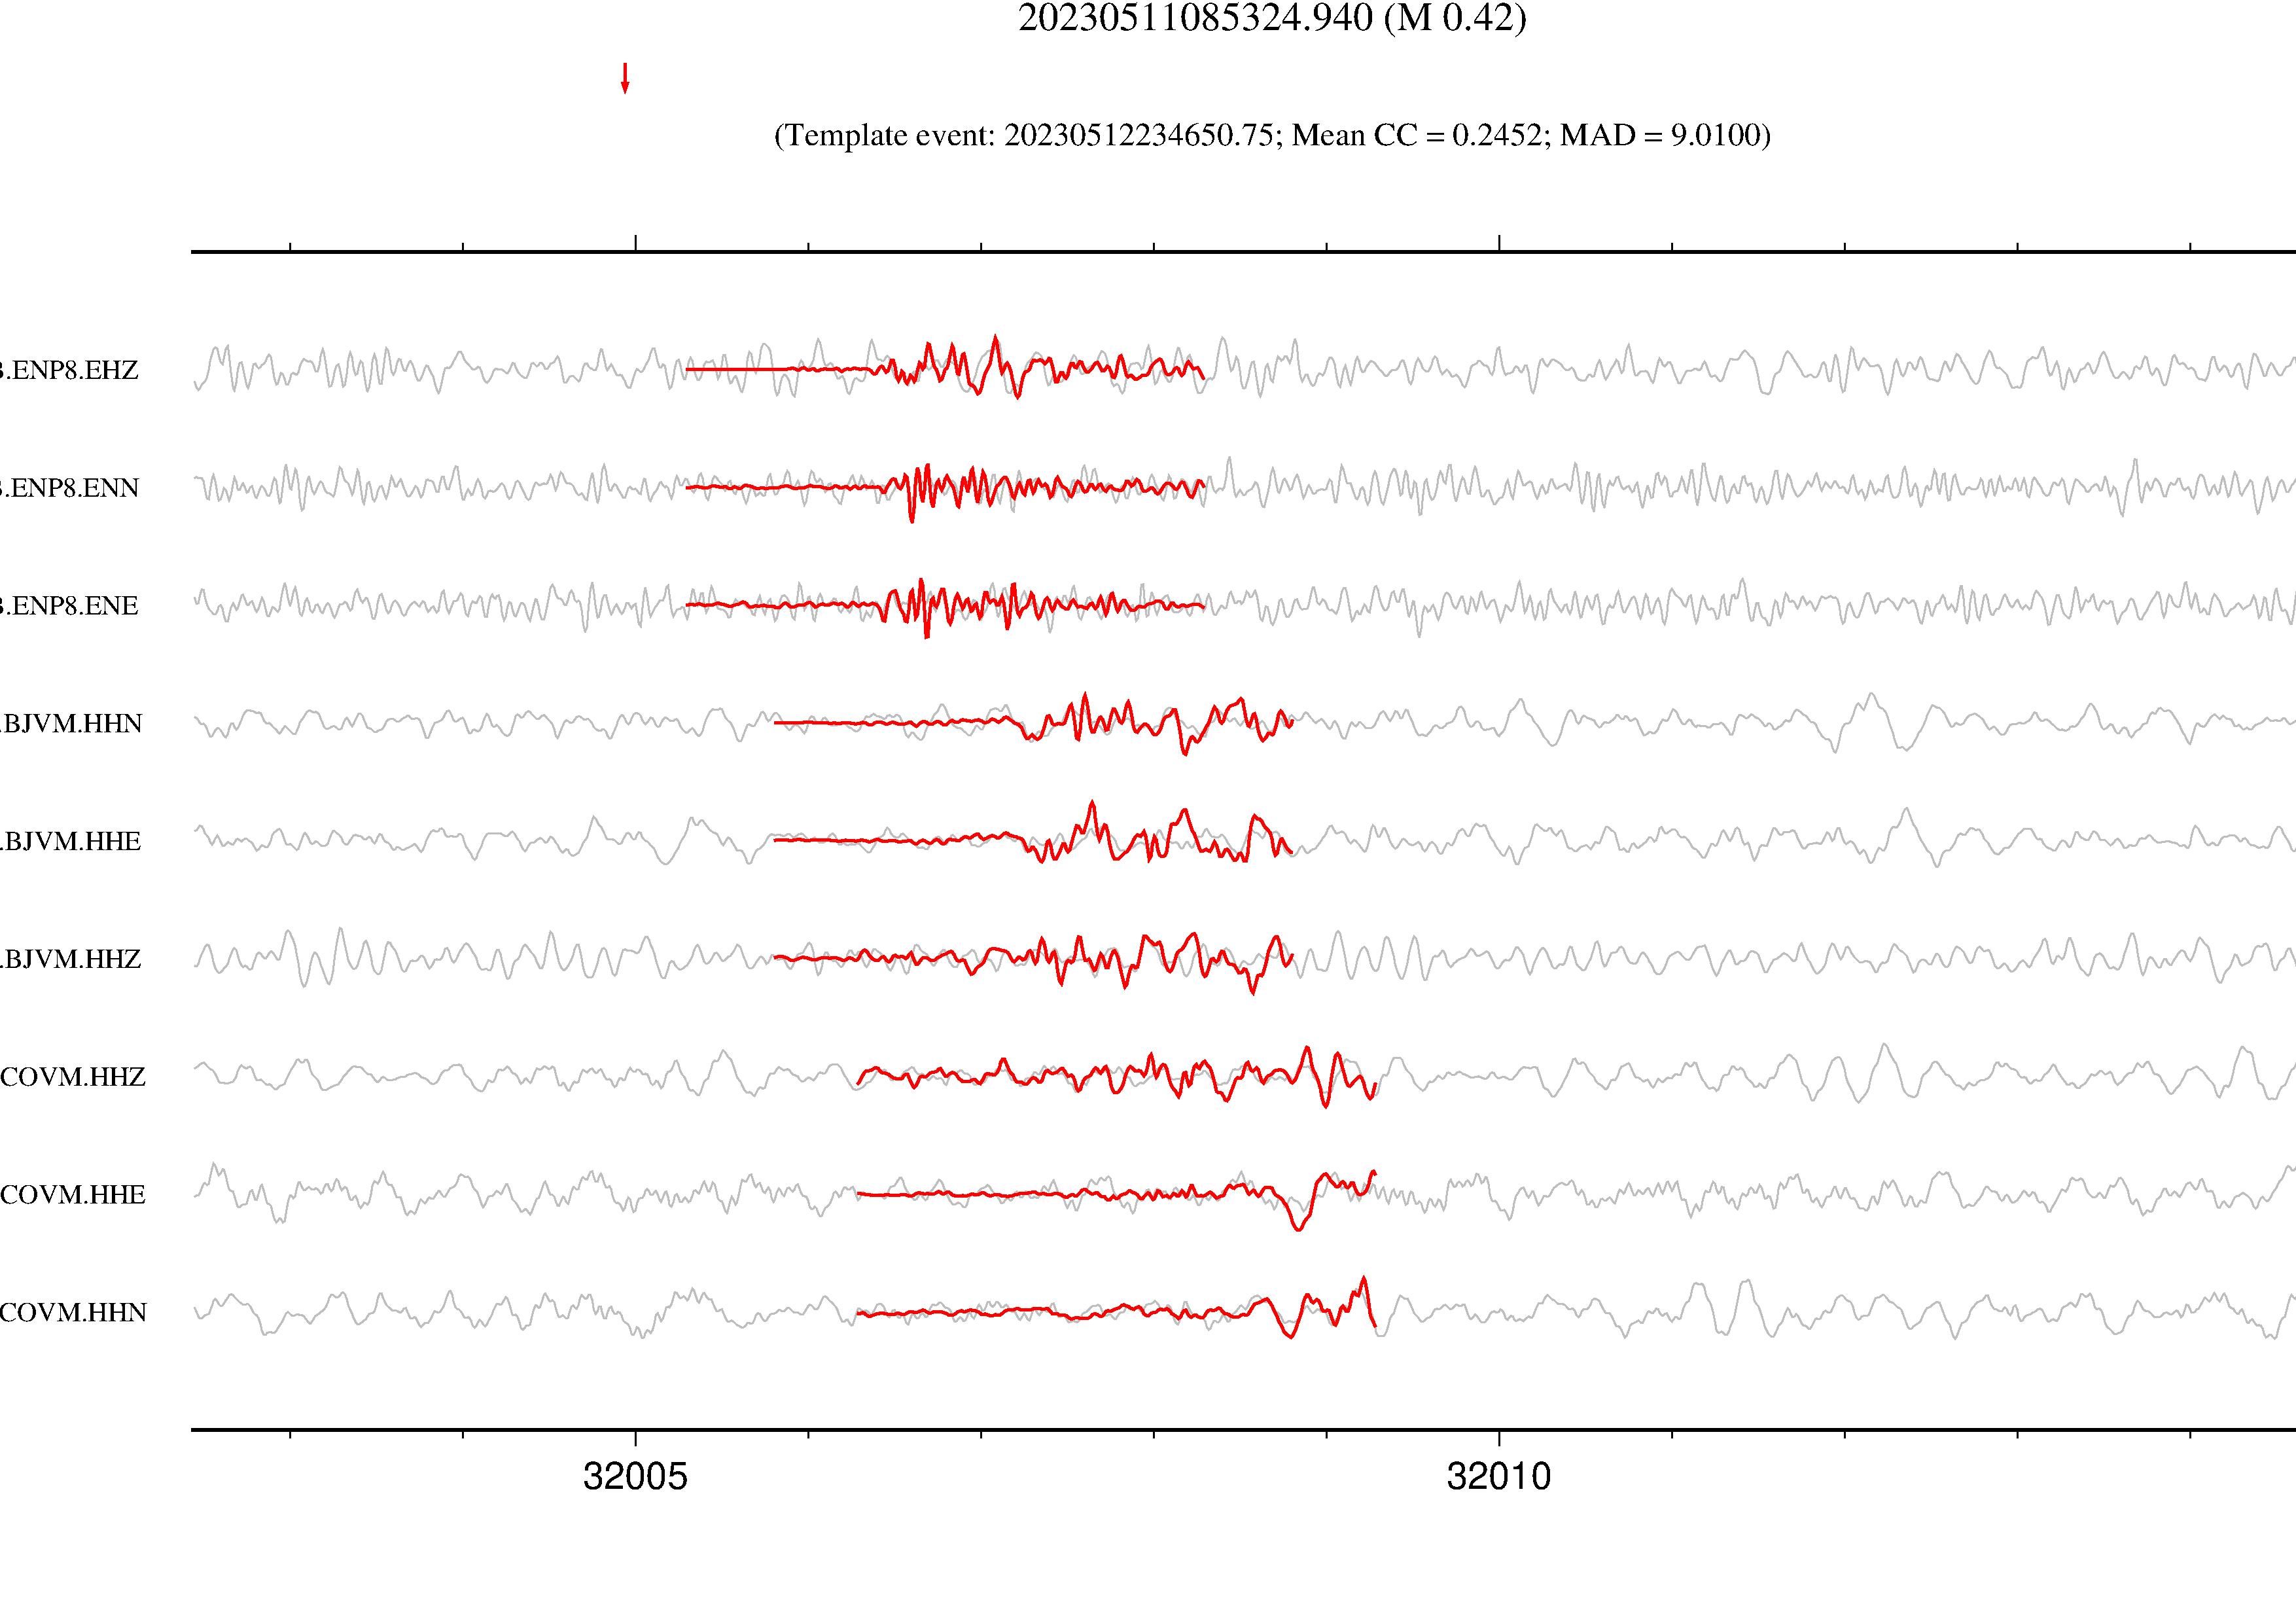 20230511085324.940 (M 0.42)
(Template event: 20230512234650.75; Mean CC = 0.2452; MAD = 9.0100)
.ENP8.EHZ
.ENP8.ENN
.ENP8.ENE
.BJVM.HHN
.BJVM.HHE
.BJVM.HHZ
COVM.HHZ
COVM.HHE
COVM.HHN
32005 32010